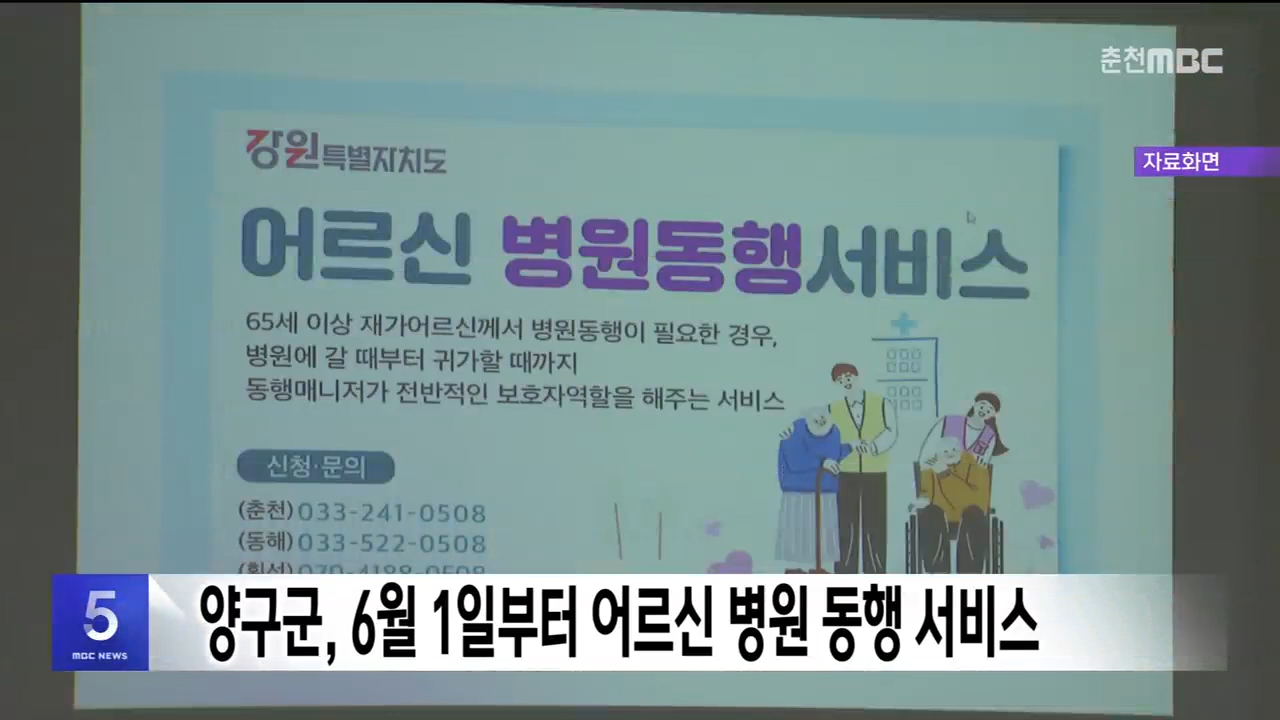 춘천MBC
자료화면
강원특별자치도
어르신 병원동행서비스
65세 이상 재가어르신께서 병원동행이 필요한 경우,
병원에 갈 때부터 귀가할 때까지
동행매니저가 전반적인 보호자역할을 해주는 서비스
신청·문의
(춘천) 033-241-0508
(동해) 033-522-0508
5
MBC NEWS
양구군, 6월 1일부터 어르신 병원 동행 서비스